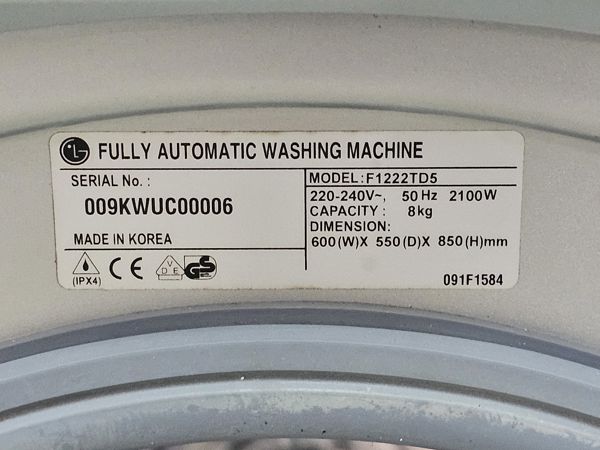 LG FULLY AUTOMATIC WASHING MACHINE
SERIAL No. :
009KWUC00006
MADE IN KOREA
(IPX4) CE VDE GS
MODEL:F1222TD5
220-240V~, 50 Hz 2100W
CAPACITY : 8kg
DIMENSION:
600(W)X 550(D)X 850(H)mm
091F1584